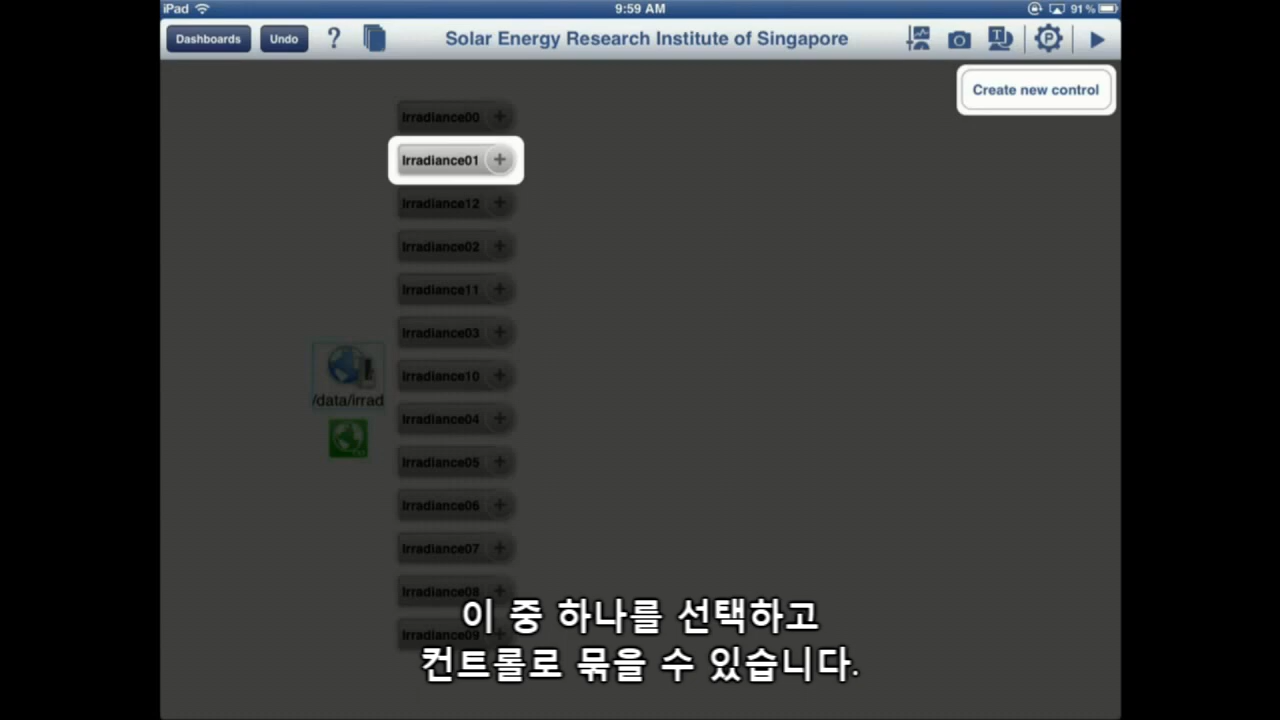 iPad
9:59 AM
91%
Dashboards
Undo
?
Solar Energy Research Institute of Singapore
T
P
Create new control
Irradiance00 +
Irradiance01 +
Irradiance12 +
Irradiance02 +
Irradiance11 +
Irradiance03 +
Irradiance10 +
Irradiance04 +
Irradiance05 +
Irradiance06 +
Irradiance07 +
Irradiance08 +
Irradiance09 +
/data/irrad
이 중 하나를 선택하고
컨트롤로 묶을 수 있습니다.